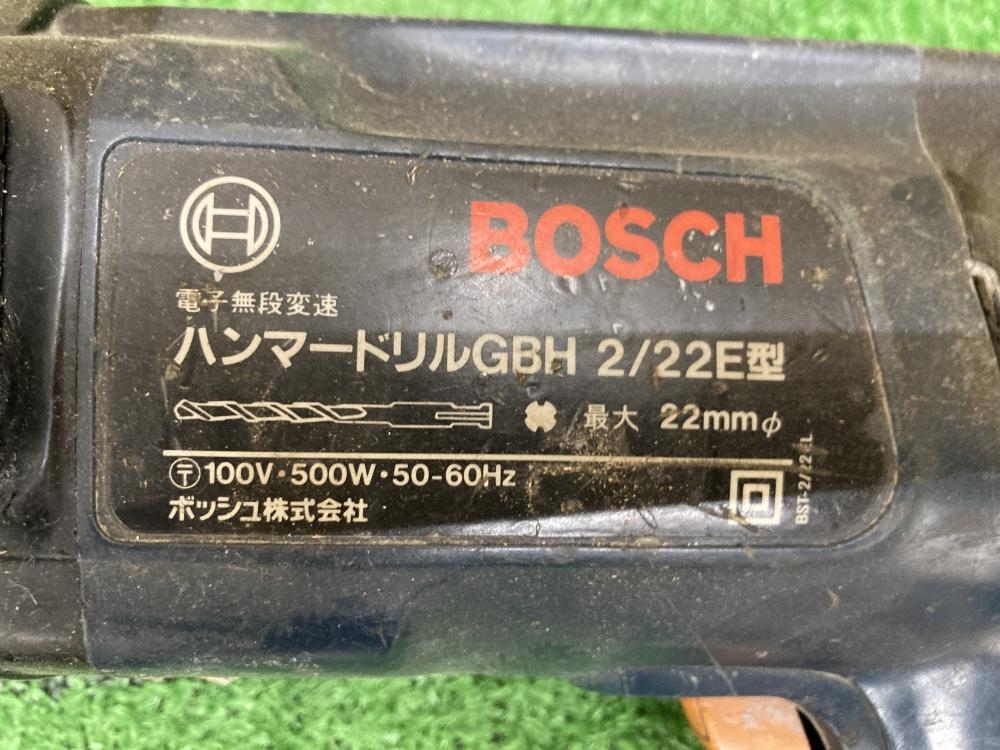 BOSCH
電子無段変速
ハンマードリルGBH 2/22E型
最大 22mmφ
〶100V・500W・50-60Hz
ボッシュ株式会社